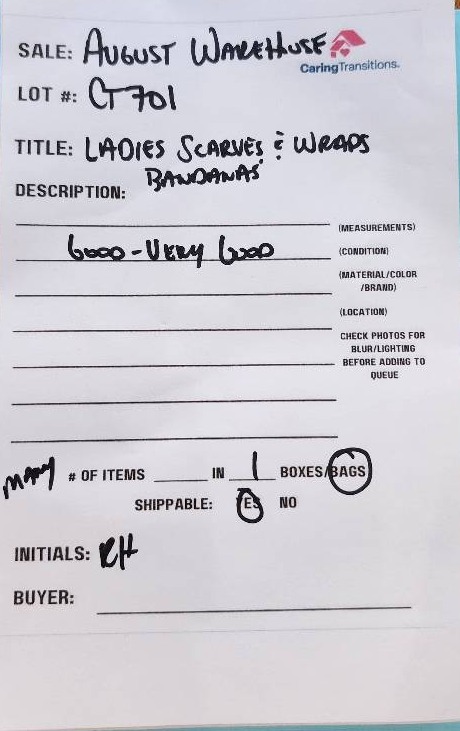 SALE: AUGUST WAREHUSE
CaringTransitions.
LOT #: CT701
TITLE: LADIES SCARVES & WRAPS
BANDANAS
DESCRIPTION:
(MEASUREMENTS)
GOOD-VERY GOOD (CONDITION)
(MATERIAL/COLOR
/BRAND)
(LOCATION)
CHECK PHOTOS FOR
BLUR/LIGHTING
BEFORE ADDING TO
QUEUE
MANY # OF ITEMS ______ IN 1 BOXES/BAGS
SHIPPABLE: YES NO
INITIALS: RH
BUYER: